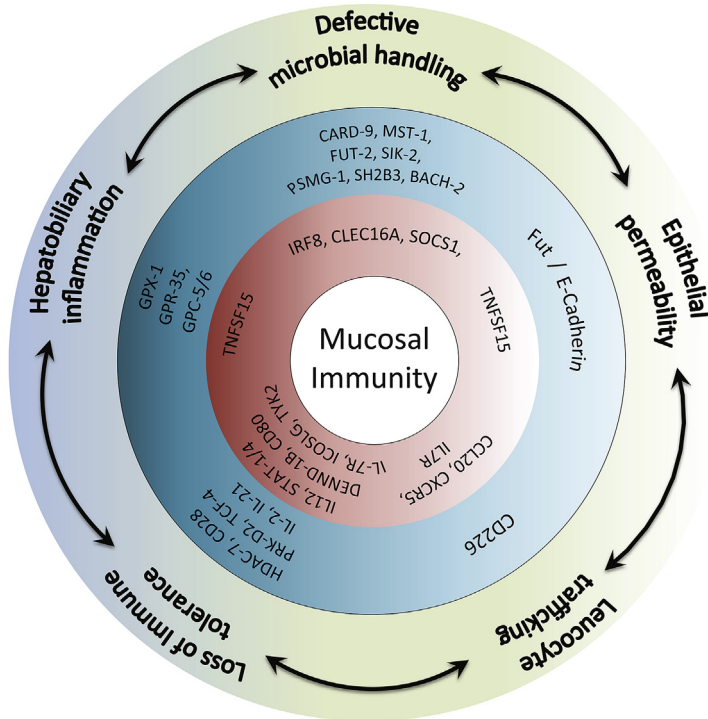 Defective
microbial handling
Epithelial
permeability
Leucocyte
trafficking
Loss of Immune
tolerance
Hepatobiliary
inflammation
CARD-9, MST-1,
FUT-2, SIK-2,
PSMG-1, SH2B3, BACH-2
Fut / E-Cadherin
CD226
IL-2, IL-21
PRK-D2, TCF-4
HDAC-7, CD28
GPX-1
GPR-35,
GPC-5/6
IRF8, CLEC16A, SOCS1,
TNFSF15
CCL20, CXCR5,
IL7R
IL-7R, ICOSLG, TYK2
DENND-1B, CD80
IL12, STAT-1/4
TNFSF15
Mucosal
Immunity